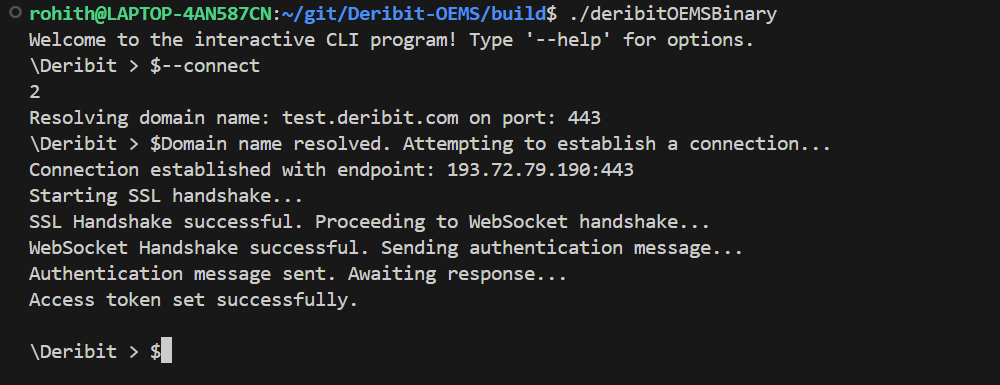 rohith@LAPTOP-4AN587CN:~/git/Deribit-OEMS/build$ ./deribitOEMSBinary
Welcome to the interactive CLI program! Type '--help' for options.
\Deribit > $--connect
2
Resolving domain name: test.deribit.com on port: 443
\Deribit > $Domain name resolved. Attempting to establish a connection...
Connection established with endpoint: 193.72.79.190:443
Starting SSL handshake...
SSL Handshake successful. Proceeding to WebSocket handshake...
WebSocket Handshake successful. Sending authentication message...
Authentication message sent. Awaiting response...
Access token set successfully.
\Deribit > $